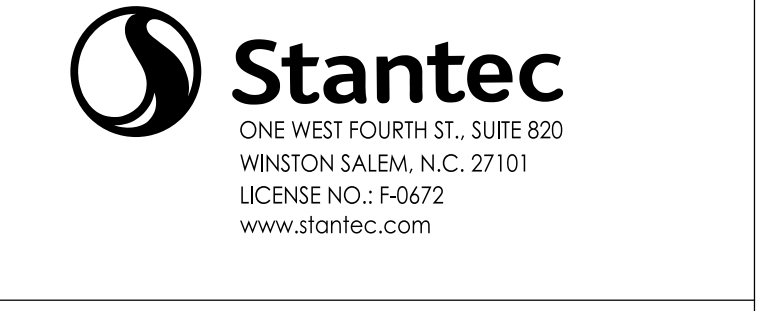 Stantec
ONE WEST FOURTH ST., SUITE 820
WINSTON SALEM, N.C. 27101
LICENSE NO.: F-0672
www.stantec.com